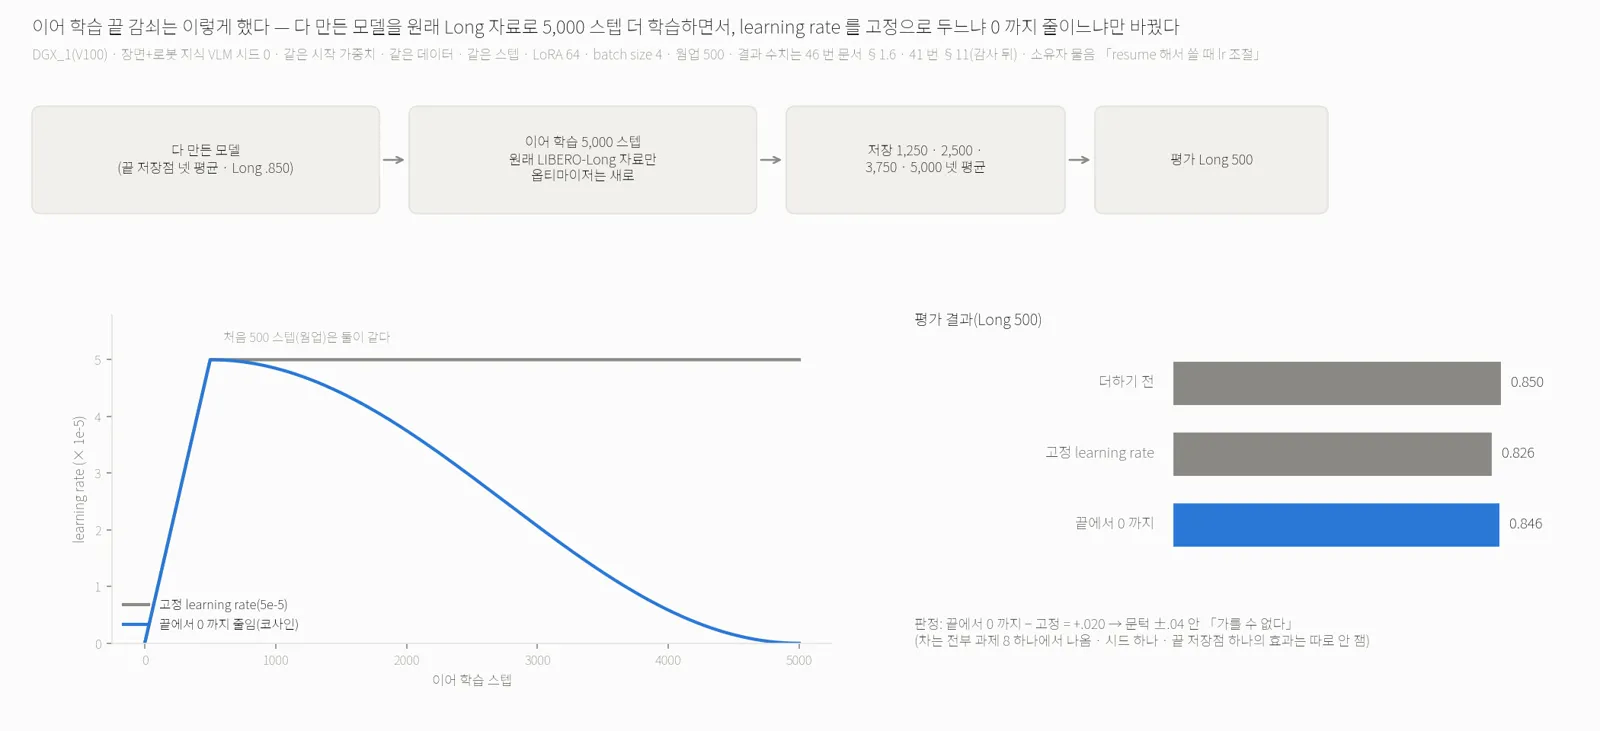 이어 학습 끝 감쇠는 이렇게 했다 — 다 만든 모델을 원래 Long 자료로 5,000 스텝 더 학습하면서, learning rate 를 고정으로 두느냐 0 까지 줄이느냐만 바꿨다
DGX_1(V100) · 장면+로봇 지식 VLM 시드 0 · 같은 시작 가중치 · 같은 데이터 · 같은 스텝 · LoRA 64 · batch size 4 · 웜업 500 · 결과 수치는 46 번 문서 §1.6 · 41 번 §11(감사 뒤) · 소유자 물음 「resume 해서 쓸 때 lr 조절」
다 만든 모델
(끝 저장점 넷 평균 · Long .850)
이어 학습 5,000 스텝
원래 LIBERO-Long 자료만
옵티마이저는 새로
저장 1,250 · 2,500 ·
3,750 · 5,000 넷 평균
평가 Long 500
처음 500 스텝(웜업)은 둘이 같다
learning rate (× 1e-5)
5
4
3
2
1
0
고정 learning rate(5e-5)
끝에서 0 까지 줄임(코사인)
0
1000
2000
3000
4000
5000
이어 학습 스텝
평가 결과(Long 500)
더하기 전
0.850
고정 learning rate
0.826
끝에서 0 까지
0.846
판정: 끝에서 0 까지 − 고정 = +.020 → 문턱 ±.04 안 「가를 수 없다」
(차는 전부 과제 8 하나에서 나옴 · 시드 하나 · 끝 저장점 하나의 효과는 따로 안 잼)